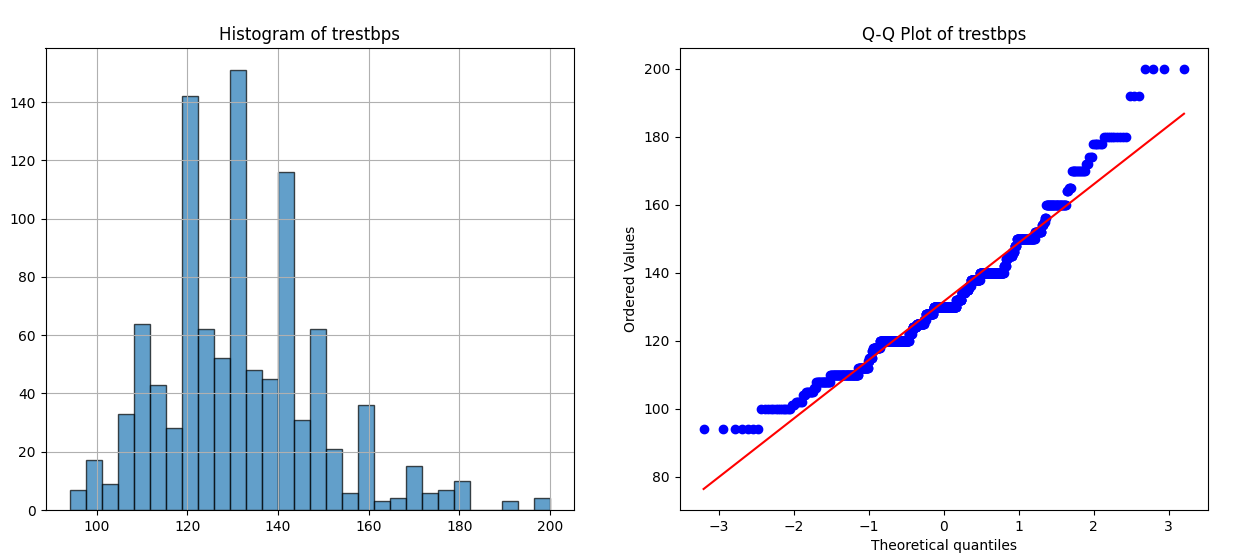 Histogram of trestbps
140
120
100
80
60
40
20
0
100 120 140 160 180 200
Q-Q Plot of trestbps
Ordered Values
200
180
160
140
120
100
80
−3 −2 −1 0 1 2 3
Theoretical quantiles